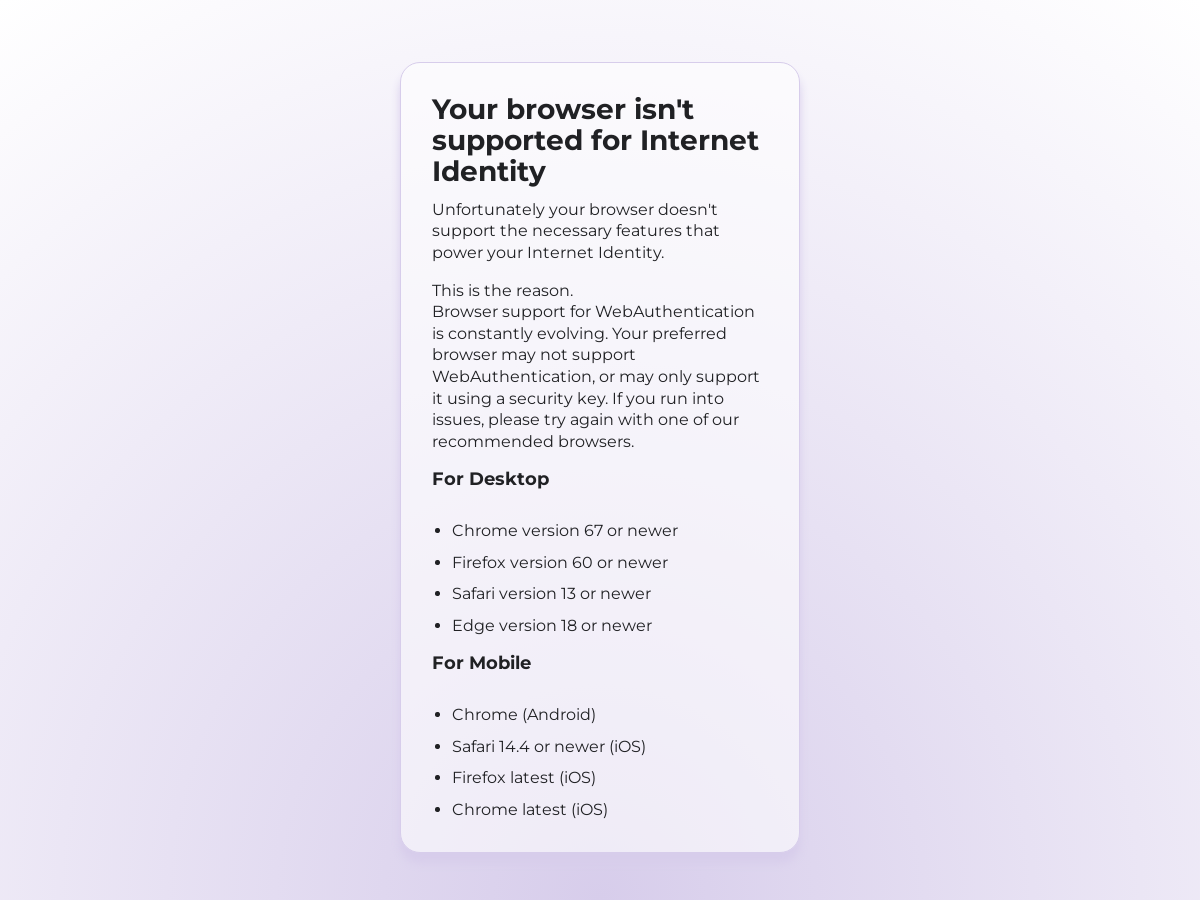 Your browser isn't
supported for Internet
Identity
Unfortunately your browser doesn't
support the necessary features that
power your Internet Identity.
This is the reason.
Browser support for WebAuthentication
is constantly evolving. Your preferred
browser may not support
WebAuthentication, or may only support
it using a security key. If you run into
issues, please try again with one of our
recommended browsers.
For Desktop
• Chrome version 67 or newer
• Firefox version 60 or newer
• Safari version 13 or newer
• Edge version 18 or newer
For Mobile
• Chrome (Android)
• Safari 14.4 or newer (iOS)
• Firefox latest (iOS)
• Chrome latest (iOS)